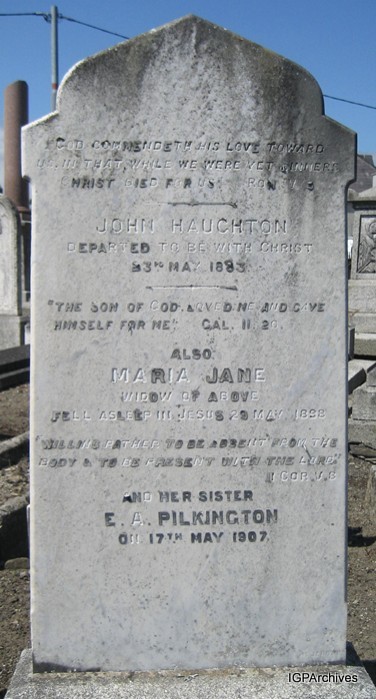 "GOD COMMENDETH HIS LOVE TOWARD
US, IN THAT, WHILE WE WERE YET SINNERS
CHRIST DIED FOR US". ROM. V. 8
JOHN HAUGHTON
DEPARTED TO BE WITH CHRIST
23RD MAY 1883.
"THE SON OF GOD, LOVED ME AND GAVE
HIMSELF FOR ME". GAL. II. 20.
ALSO
MARIA JANE
WIDOW OF ABOVE
FELL ASLEEP IN JESUS 29 MAY 1898
"WILLING RATHER TO BE ABSENT FROM THE
BODY & TO BE PRESENT WITH THE LORD"
II COR. V. 8
AND HER SISTER
E. A. PILKINGTON
ON 17TH MAY 1907.
IGPArchives